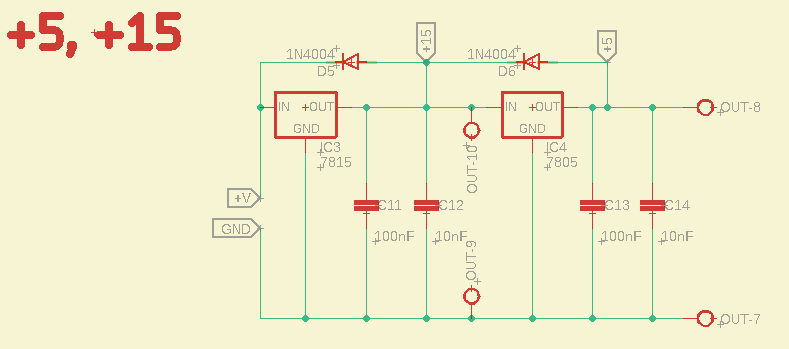 +5, +15
1N4004
D5
+15
1N4004
D6
+5
IN
OUT
GND
IC3
7815
IN
OUT
GND
IC4
7805
OUT-8
OUT-10
+V
GND
C11
100nF
C12
10nF
C13
100nF
C14
10nF
OUT-9
OUT-7